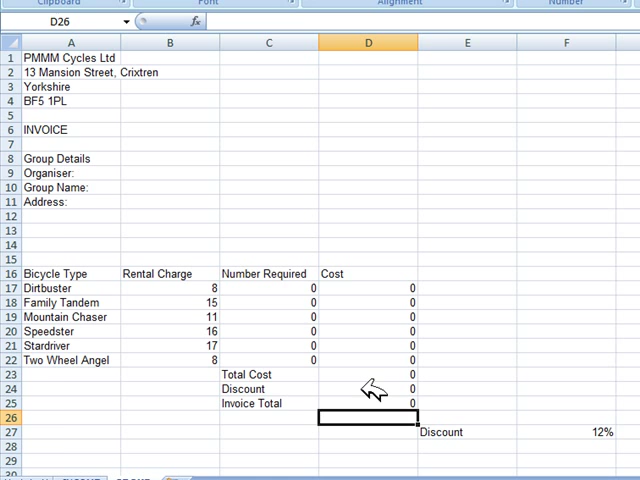 Clipboard Font Alignment Number
D26 fx
A B C D E F
1 PMMM Cycles Ltd
2 13 Mansion Street, Crixtren
3 Yorkshire
4 BF5 1PL
5
6 INVOICE
7
8 Group Details
9 Organiser:
10 Group Name:
11 Address:
12
13
14
15
16 Bicycle Type Rental Charge Number Required Cost
17 Dirtbuster 8 0 0
18 Family Tandem 15 0 0
19 Mountain Chaser 11 0 0
20 Speedster 16 0 0
21 Stardriver 17 0 0
22 Two Wheel Angel 8 0 0
23 Total Cost 0
24 Discount 0
25 Invoice Total 0
26
27 Discount 12%
28
29
30